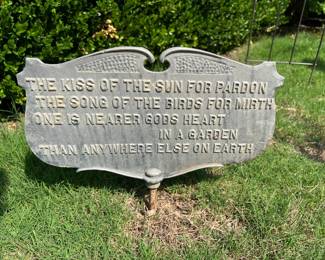 THE KISS OF THE SUN FOR PARDON
THE SONG OF THE BIRDS FOR MIRTH
ONE IS NEARER GODS HEART
IN A GARDEN
THAN ANYWHERE ELSE ON EARTH